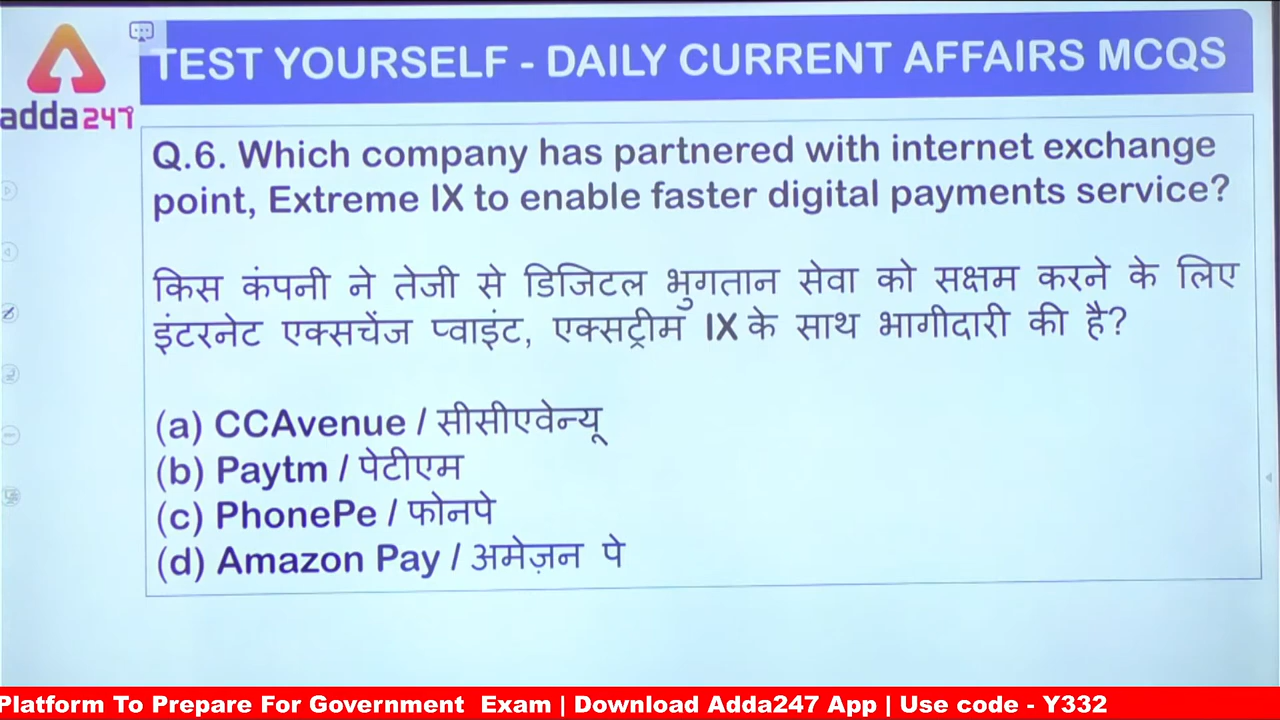 TEST YOURSELF - DAILY CURRENT AFFAIRS MCQS
adda247
Q.6. Which company has partnered with internet exchange
point, Extreme IX to enable faster digital payments service?
किस कंपनी ने तेजी से डिजिटल भुगतान सेवा को सक्षम करने के लिए
इंटरनेट एक्सचेंज प्वाइंट, एक्सट्रीम IX के साथ भागीदारी की है?
(a) CCAvenue / सीसीएवेन्यू
(b) Paytm / पेटीएम
(c) PhonePe / फोनपे
(d) Amazon Pay / अमेज़न पे
Platform To Prepare For Government Exam | Download Adda247 App | Use code - Y332